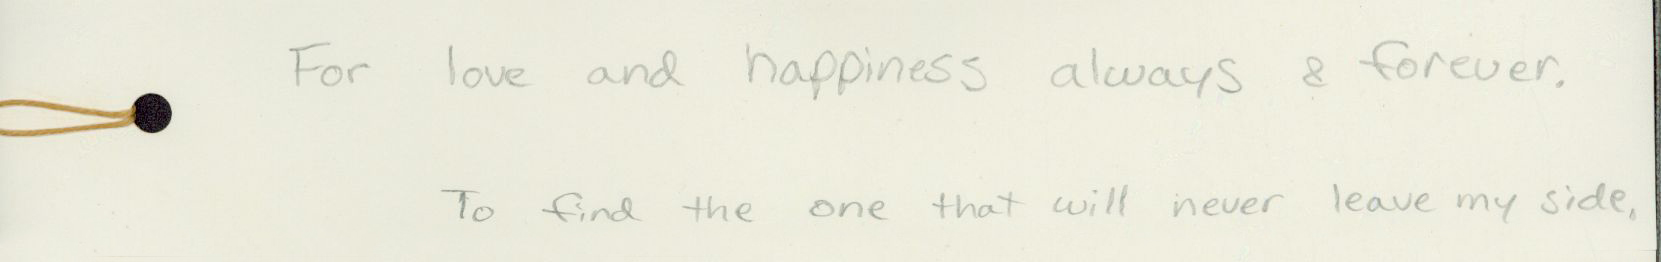 For love and happiness always & forever.
To find the one that will never leave my side,